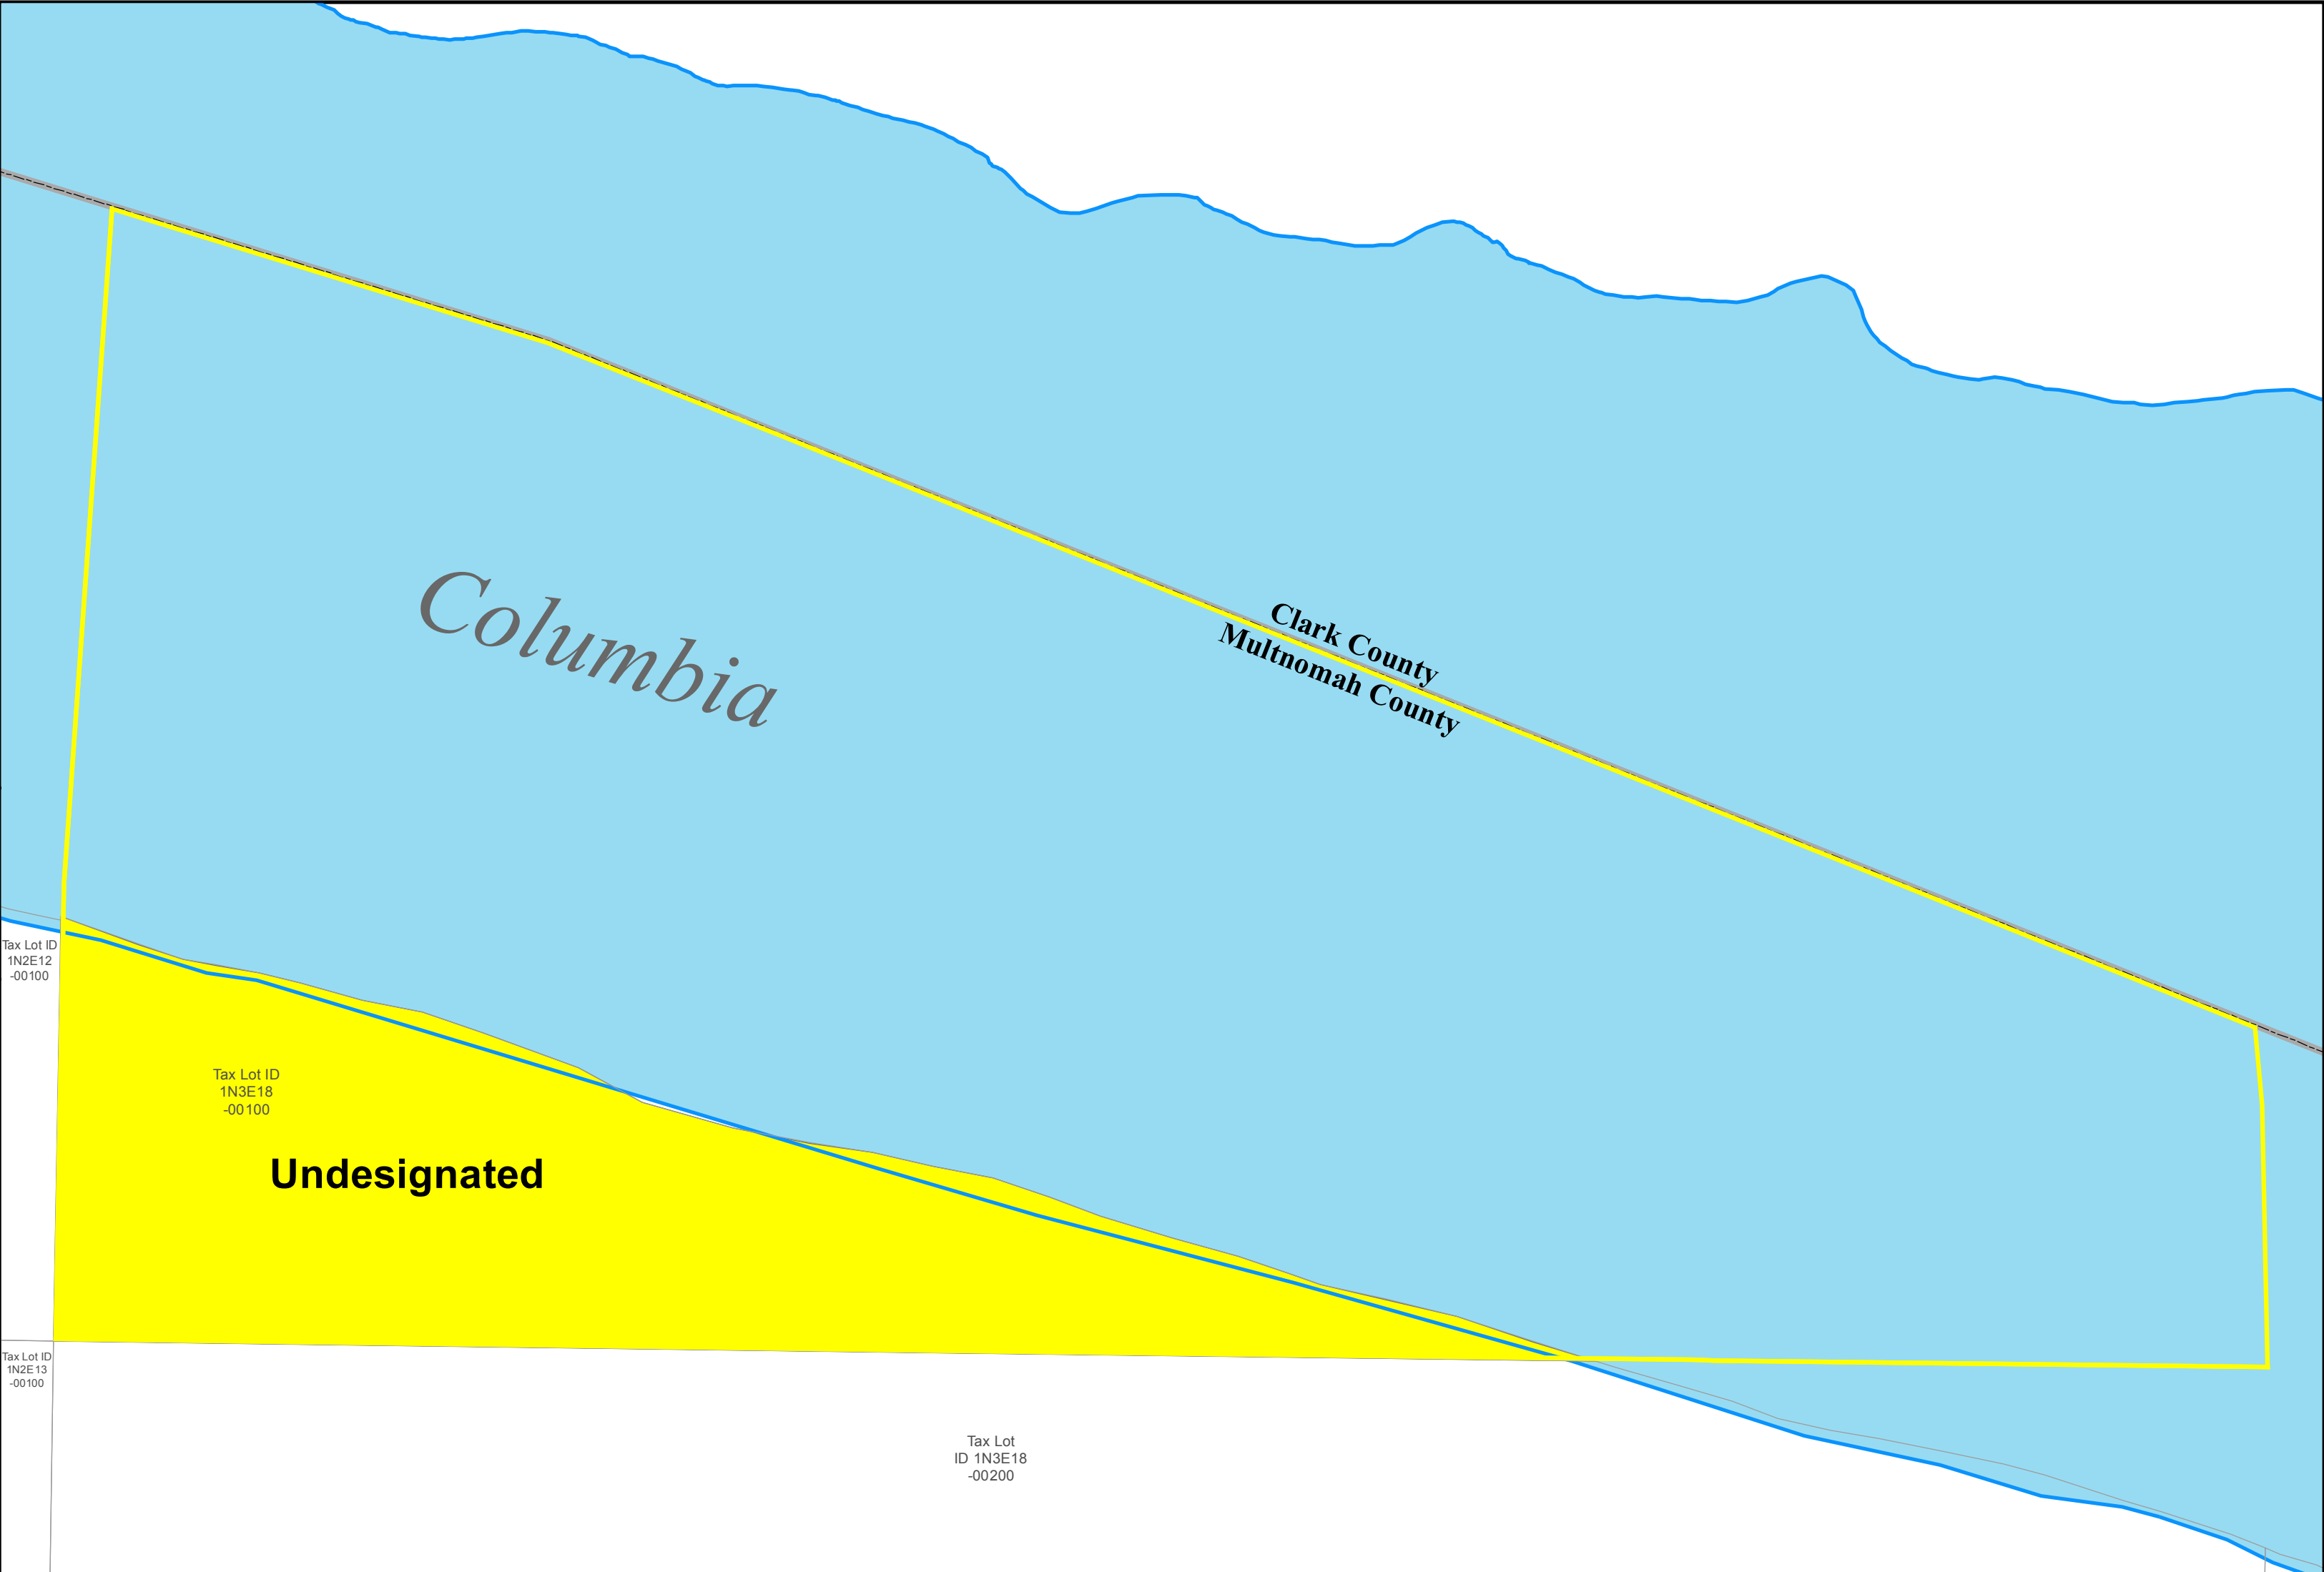 Columbia
Clark County
Multnomah County
Tax Lot ID
1N2E12
-00100
Tax Lot ID
1N3E18
-00100
Undesignated
Tax Lot ID
1N2E13
-00100
Tax Lot
ID 1N3E18
-00200